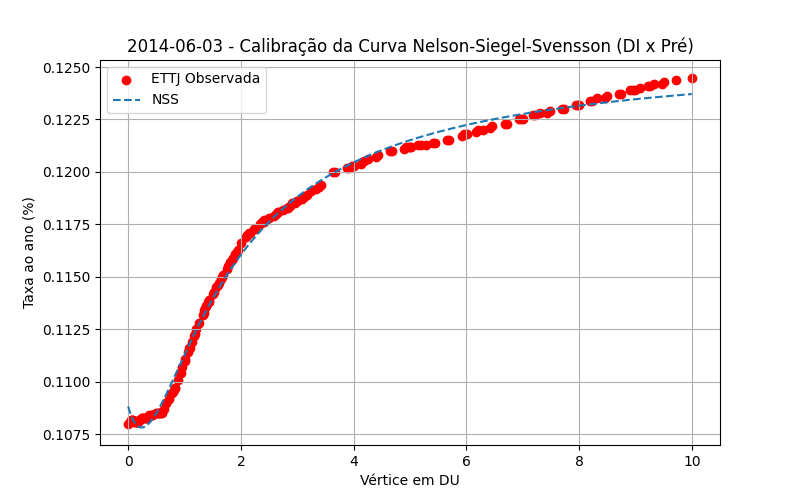 2014-06-03 - Calibração da Curva Nelson-Siegel-Svensson (DI x Pré)
ETTJ Observada
NSS
Taxa ao ano (%)
0.1250
0.1225
0.1200
0.1175
0.1150
0.1125
0.1100
0.1075
0 2 4 6 8 10
Vértice em DU